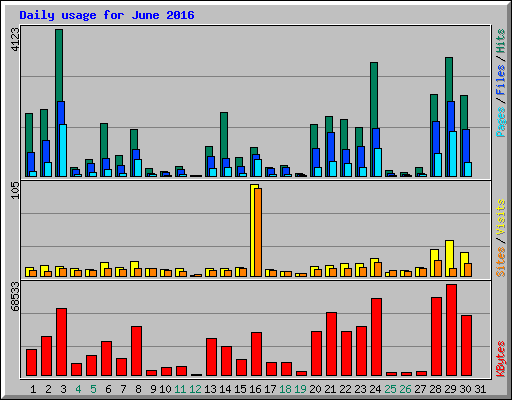 Daily usage for June 2016
4123
Pages / Files / Hits
105
Sites / Visits
68533
KBytes
1 2 3 4 5 6 7 8 9 10 11 12 13 14 15 16 17 18 19 20 21 22 23 24 25 26 27 28 29 30 31